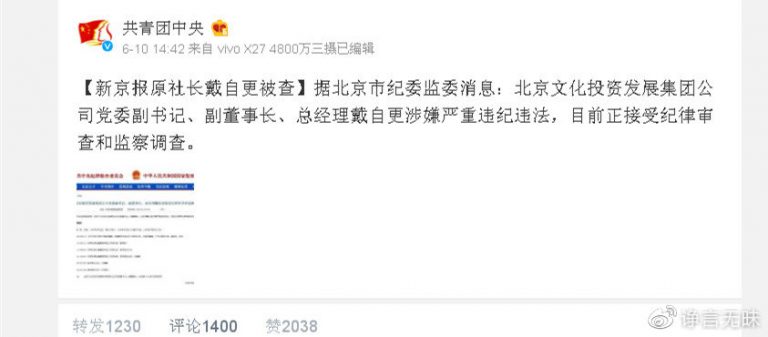 共青团中央
6-10 14:42 来自 vivo X27 4800万三摄已编辑
【新京报原社长戴自更被查】据北京市纪委监委消息：北京文化投资发展集团公
司党委副书记、副董事长、总经理戴自更涉嫌严重违纪违法，目前正接受纪律审
查和监察调查。
转发1230 评论1400 赞2038
诤言无昧